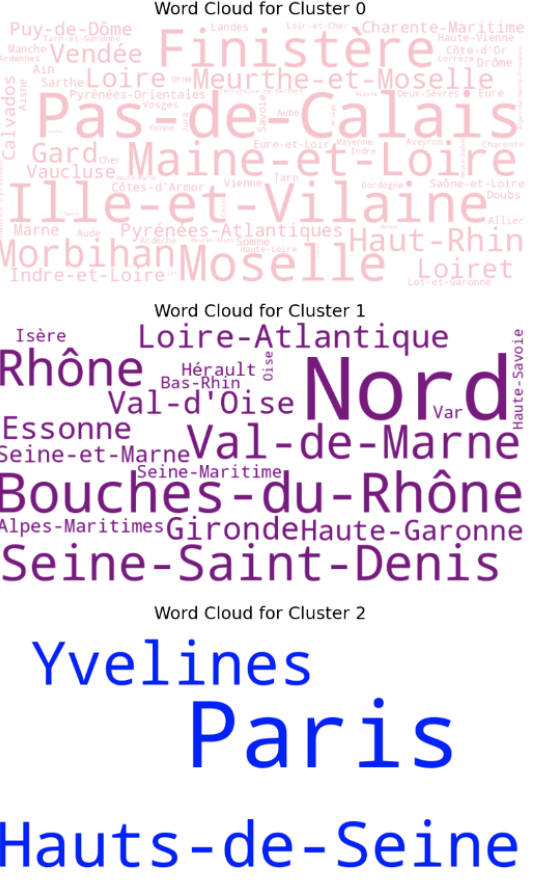 Word Cloud for Cluster 0
Puy-de-Dôme
Landes
Loir-et-Cher
Charente-Maritime
Tarn-et-Garonne
Haute-Vienne
Manche
Vendée
Finistère
Côte-d'Or
Ardennes
Corrèze
Drôme
Ain
Sarthe
Loire
Orne
Meurthe-et-Moselle
Calvados
Aisne
Pyrénées-Orientales
Savoie
Deux-Sèvres
Eure
Vosges
Pas-de-Calais
Aube
Yonne
Jura
Eure-et-Loir
Mayenne
Aveyron
Charente
Gard
Cher
Maine-et-Loire
Indre
Vaucluse
Côtes-d'Armor
Vienne
Tarn
Dordogne
Saône-et-Loire
Doubs
Ille-et-Vilaine
Allier
Marne
Aude
Pyrénées-Atlantiques
Haut-Rhin
Ardèche
Somme
Haute-Loire
Morbihan
Moselle
Loiret
Indre-et-Loire
Lot-et-Garonne
Word Cloud for Cluster 1
Isère
Loire-Atlantique
Rhône
Hérault
Oise
Bas-Rhin
Haute-Savoie
Val-d'Oise
Nord
Var
Essonne
Seine-et-Marne
Val-de-Marne
Seine-Maritime
Bouches-du-Rhône
Alpes-Maritimes
Gironde
Haute-Garonne
Seine-Saint-Denis
Word Cloud for Cluster 2
Yvelines
Paris
Hauts-de-Seine